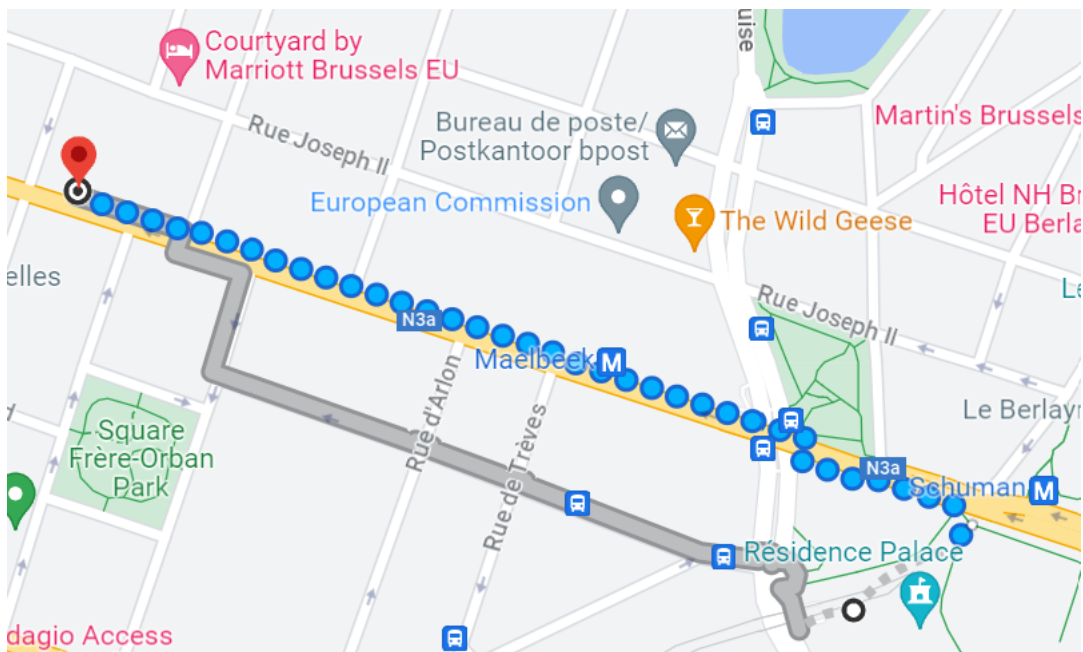 Courtyard by
Marriott Brussels EU
uise
Rue Joseph II
Bureau de poste/
Postkantoor bpost
Martin's Brussels
European Commission
The Wild Geese
Hôtel NH Br
EU Berla
elles
Le
Rue Joseph II
N3a
Maelbeek
M
Rue d'Arlon
Rue de Trèves
Le Berlaym
Square
Frère-Orban
Park
N3a
Schuman
M
Résidence Palace
dagio Access